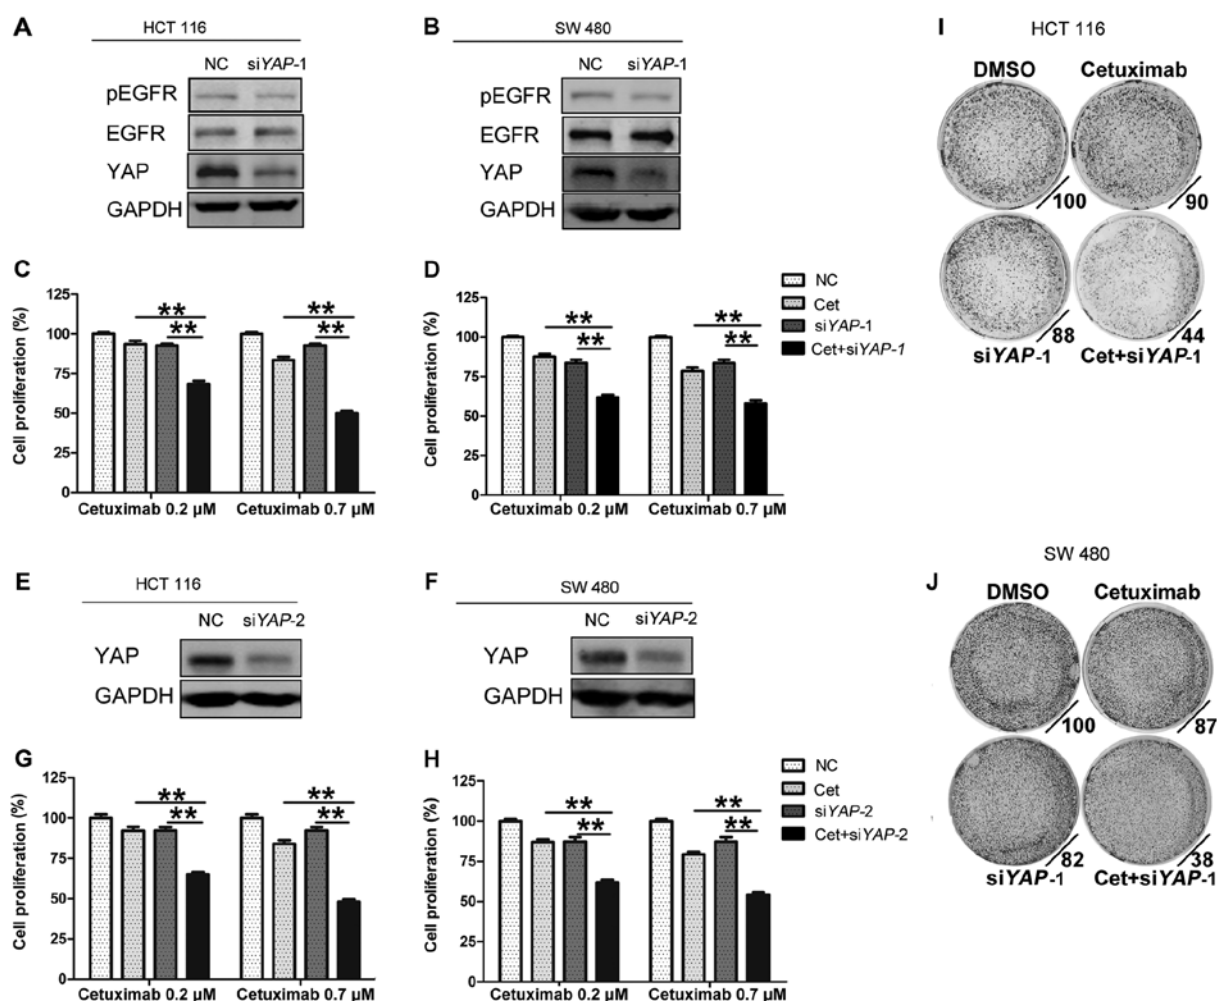 A
HCT 116
NC siYAP-1
pEGFR
EGFR
YAP
GAPDH
B
SW 480
NC siYAP-1
pEGFR
EGFR
YAP
GAPDH
C
Cell proliferation (%)
125
100
75
50
25
0
** **
** **
Cetuximab 0.2 µM Cetuximab 0.7 µM
D
Cell proliferation (%)
125
100
75
50
25
0
** **
** **
Cetuximab 0.2 µM Cetuximab 0.7 µM
NC
Cet
siYAP-1
Cet+siYAP-1
E
HCT 116
NC siYAP-2
YAP
GAPDH
F
SW 480
NC siYAP-2
YAP
GAPDH
G
Cell proliferation (%)
125
100
75
50
25
0
** **
** **
Cetuximab 0.2 µM Cetuximab 0.7 µM
H
Cell proliferation (%)
125
100
75
50
25
0
** **
** **
Cetuximab 0.2 µM Cetuximab 0.7 µM
NC
Cet
siYAP-2
Cet+siYAP-2
I
HCT 116
DMSO Cetuximab
100 90
88 44
siYAP-1 Cet+siYAP-1
SW 480
J
DMSO Cetuximab
100 87
82 38
siYAP-1 Cet+siYAP-1